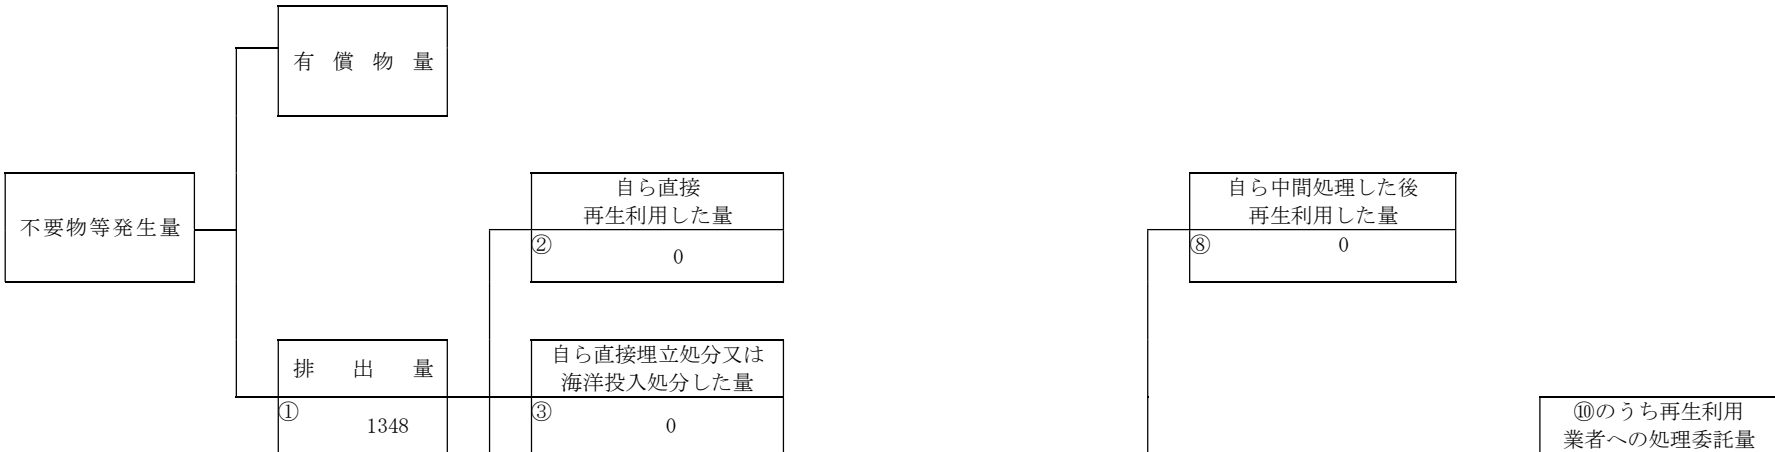 有 償 物 量
不要物等発生量
自ら直接
再生利用した量
②
0
自ら中間処理した後
再生利用した量
⑧
0
排 出 量
①
1348
自ら直接埋立処分又は
海洋投入処分した量
③
0
⑩のうち再生利用
業者への処理委託量